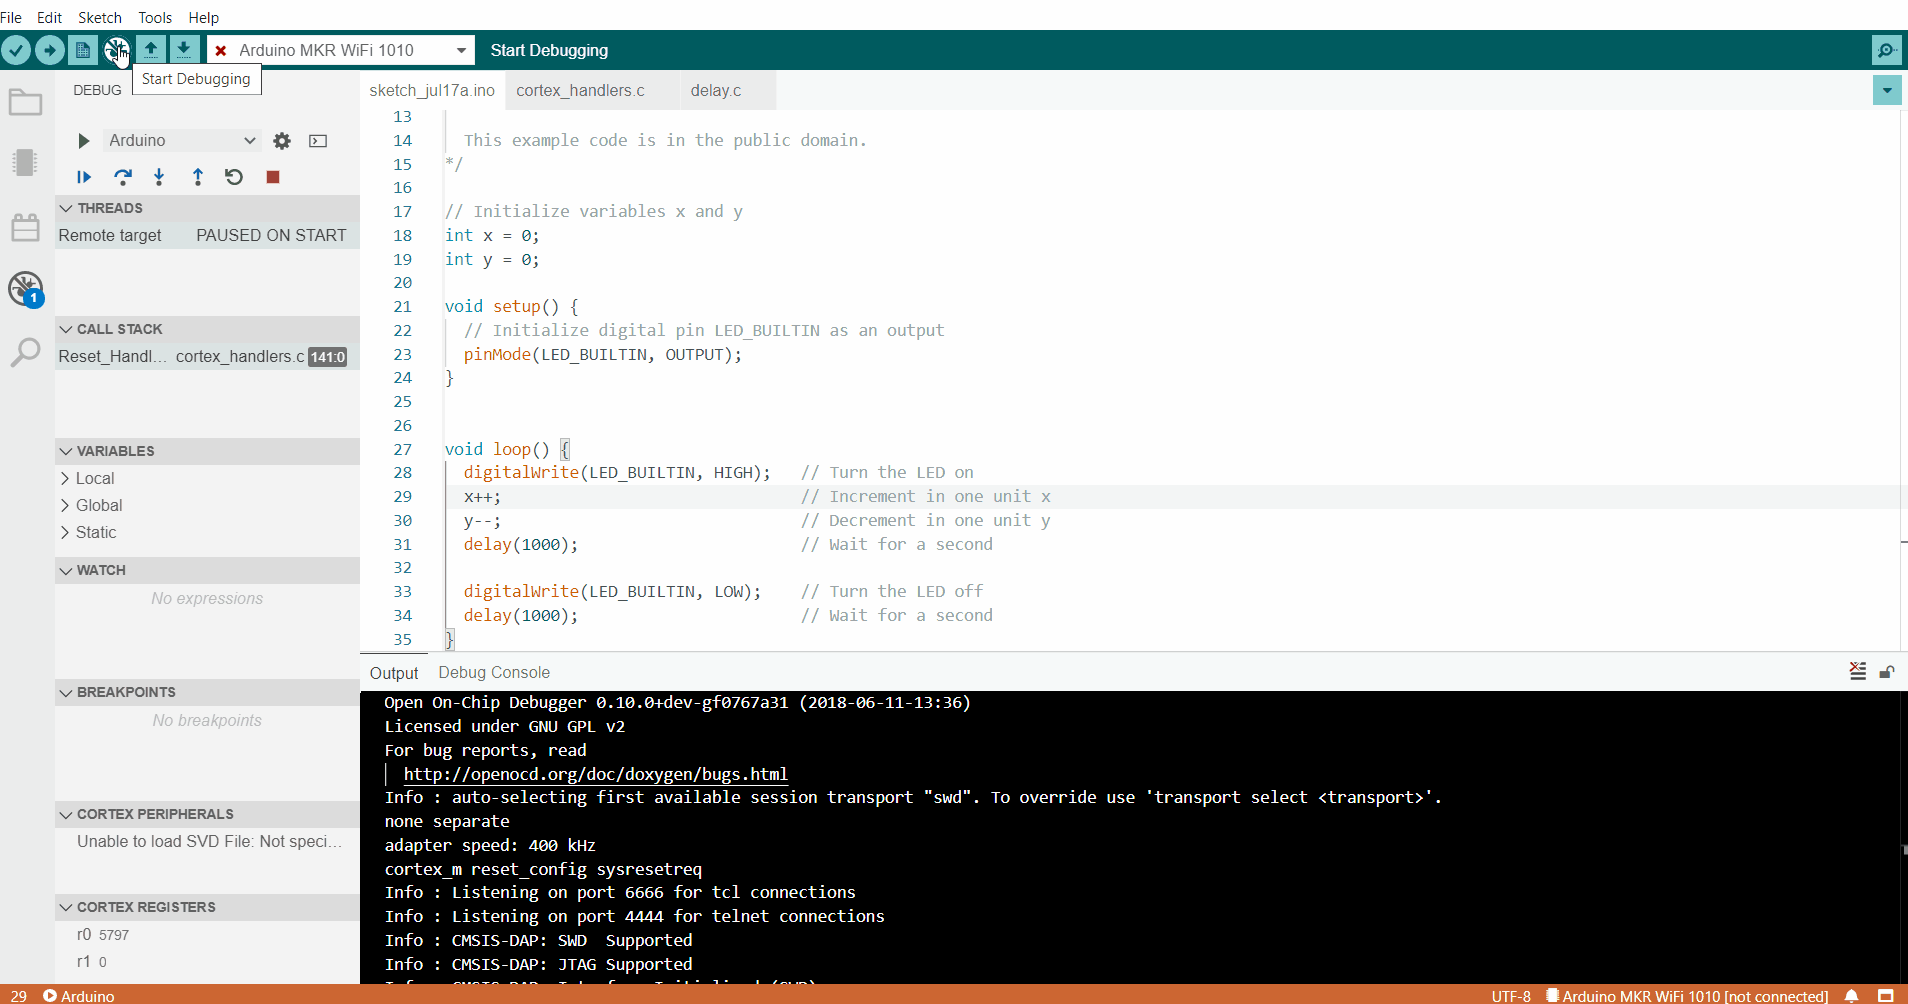 File Edit Sketch Tools Help
Arduino MKR WiFi 1010 Start Debugging
Start Debugging
DEBUG
Arduino
THREADS
Remote target PAUSED ON START
CALL STACK
Reset_Handl... cortex_handlers.c 141:0
VARIABLES
Local
Global
Static
WATCH
No expressions
BREAKPOINTS
No breakpoints
CORTEX PERIPHERALS
Unable to load SVD File: Not speci...
CORTEX REGISTERS
r0 5797
r1 0
1
sketch_jul17a.ino cortex_handlers.c delay.c
13
14 This example code is in the public domain.
15 */
16
17 // Initialize variables x and y
18 int x = 0;
19 int y = 0;
20
21 void setup() {
22 // Initialize digital pin LED_BUILTIN as an output
23 pinMode(LED_BUILTIN, OUTPUT);
24 }
25
26
27 void loop() {
28 digitalWrite(LED_BUILTIN, HIGH); // Turn the LED on
29 x++; // Increment in one unit x
30 y--; // Decrement in one unit y
31 delay(1000); // Wait for a second
32
33 digitalWrite(LED_BUILTIN, LOW); // Turn the LED off
34 delay(1000); // Wait for a second
35 }
Output Debug Console
Open On-Chip Debugger 0.10.0+dev-gf0767a31 (2018-06-11-13:36)
Licensed under GNU GPL v2
For bug reports, read
http://openocd.org/doc/doxygen/bugs.html
Info : auto-selecting first available session transport "swd". To override use 'transport select <transport>'.
none separate
adapter speed: 400 kHz
cortex_m reset_config sysresetreq
Info : Listening on port 6666 for tcl connections
Info : Listening on port 4444 for telnet connections
Info : CMSIS-DAP: SWD  Supported
Info : CMSIS-DAP: JTAG Supported
29 Arduino UTF-8 Arduino MKR WiFi 1010 [not connected]